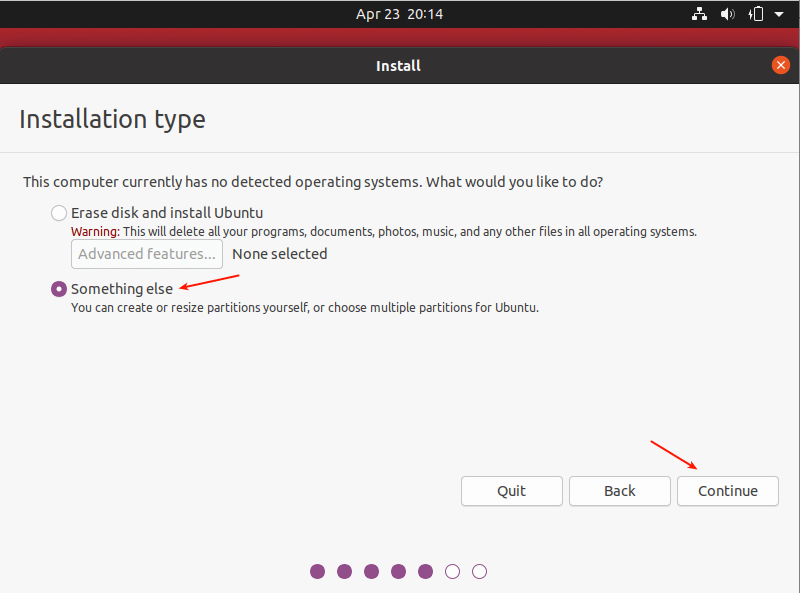 Apr 23  20:14
Install
Installation type
This computer currently has no detected operating systems. What would you like to do?
Erase disk and install Ubuntu
Warning: This will delete all your programs, documents, photos, music, and any other files in all operating systems.
Advanced features... None selected
Something else
You can create or resize partitions yourself, or choose multiple partitions for Ubuntu.
Quit Back Continue